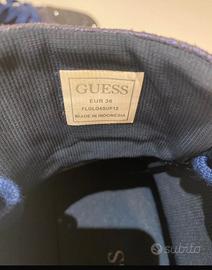 GUESS
EUR 36
FLGLO4SUP12
MADE IN INDONESIA
subito